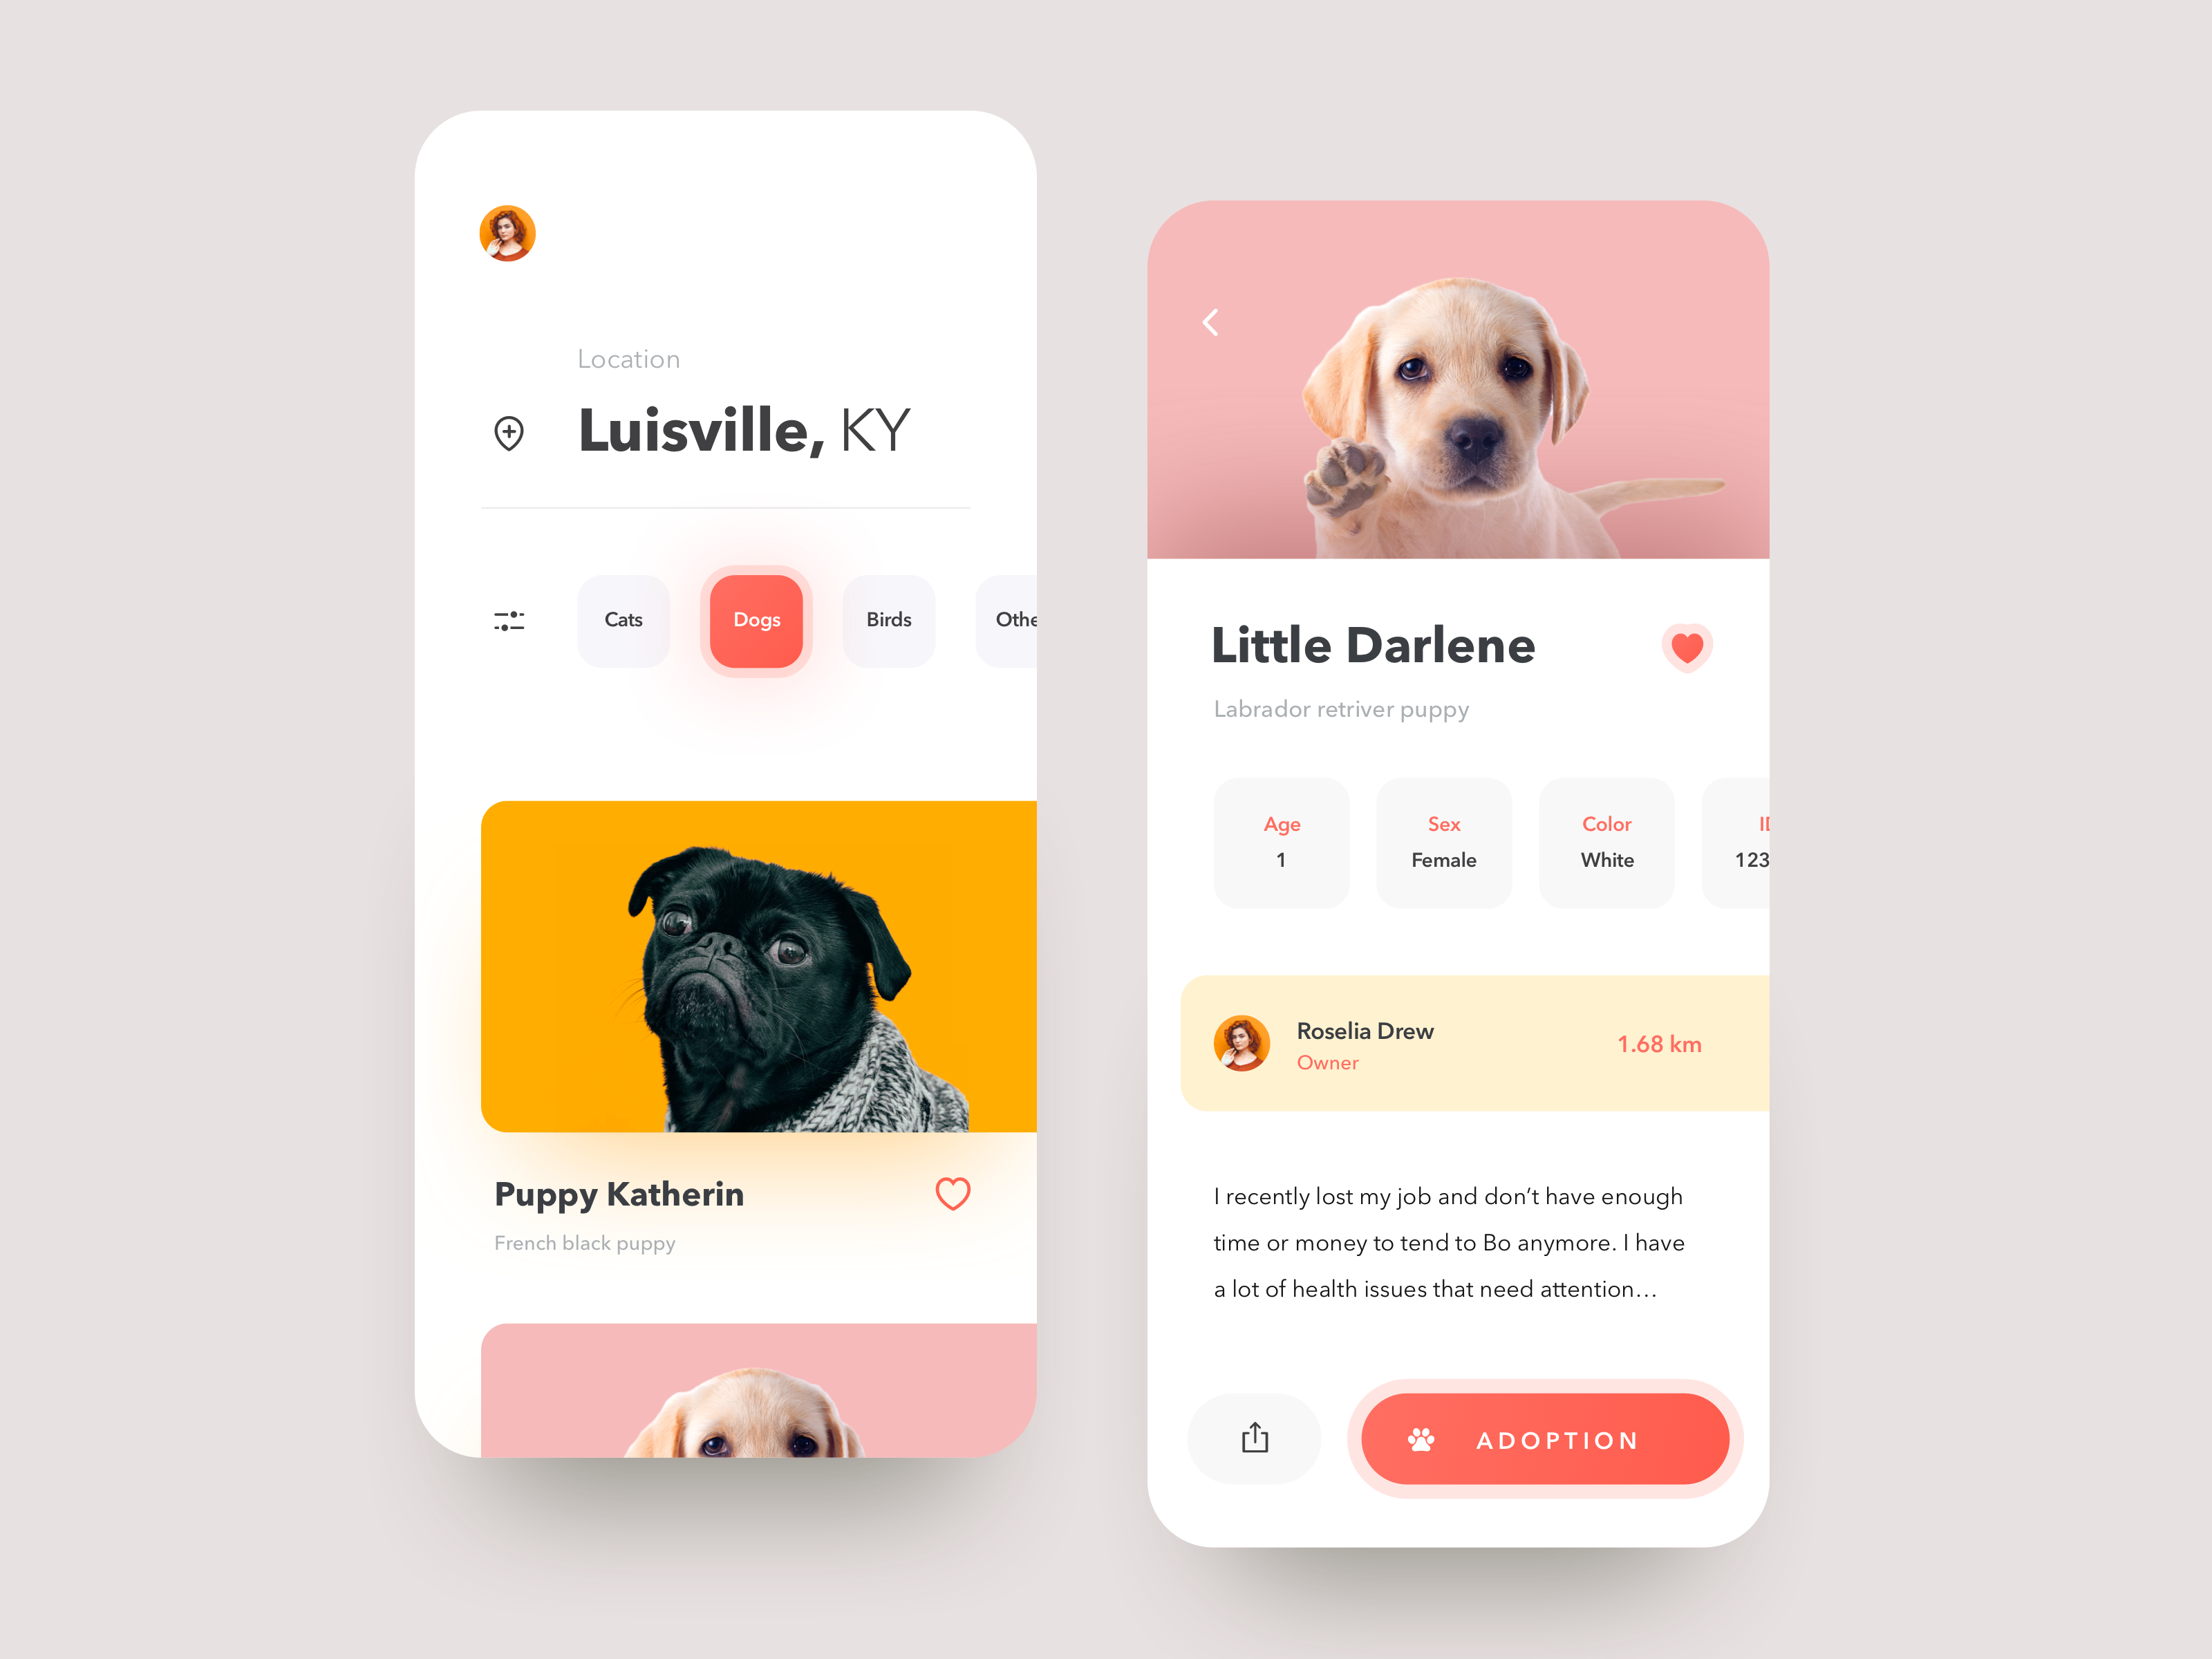 Location
Luisville, KY
Cats
Dogs
Birds
Othe
Puppy Katherin
French black puppy
Little Darlene
Labrador retriver puppy
Age
1
Sex
Female
Color
White
123
Roselia Drew
Owner
1.68 km
I recently lost my job and don’t have enough
time or money to tend to Bo anymore. I have
a lot of health issues that need attention…
ADOPTION